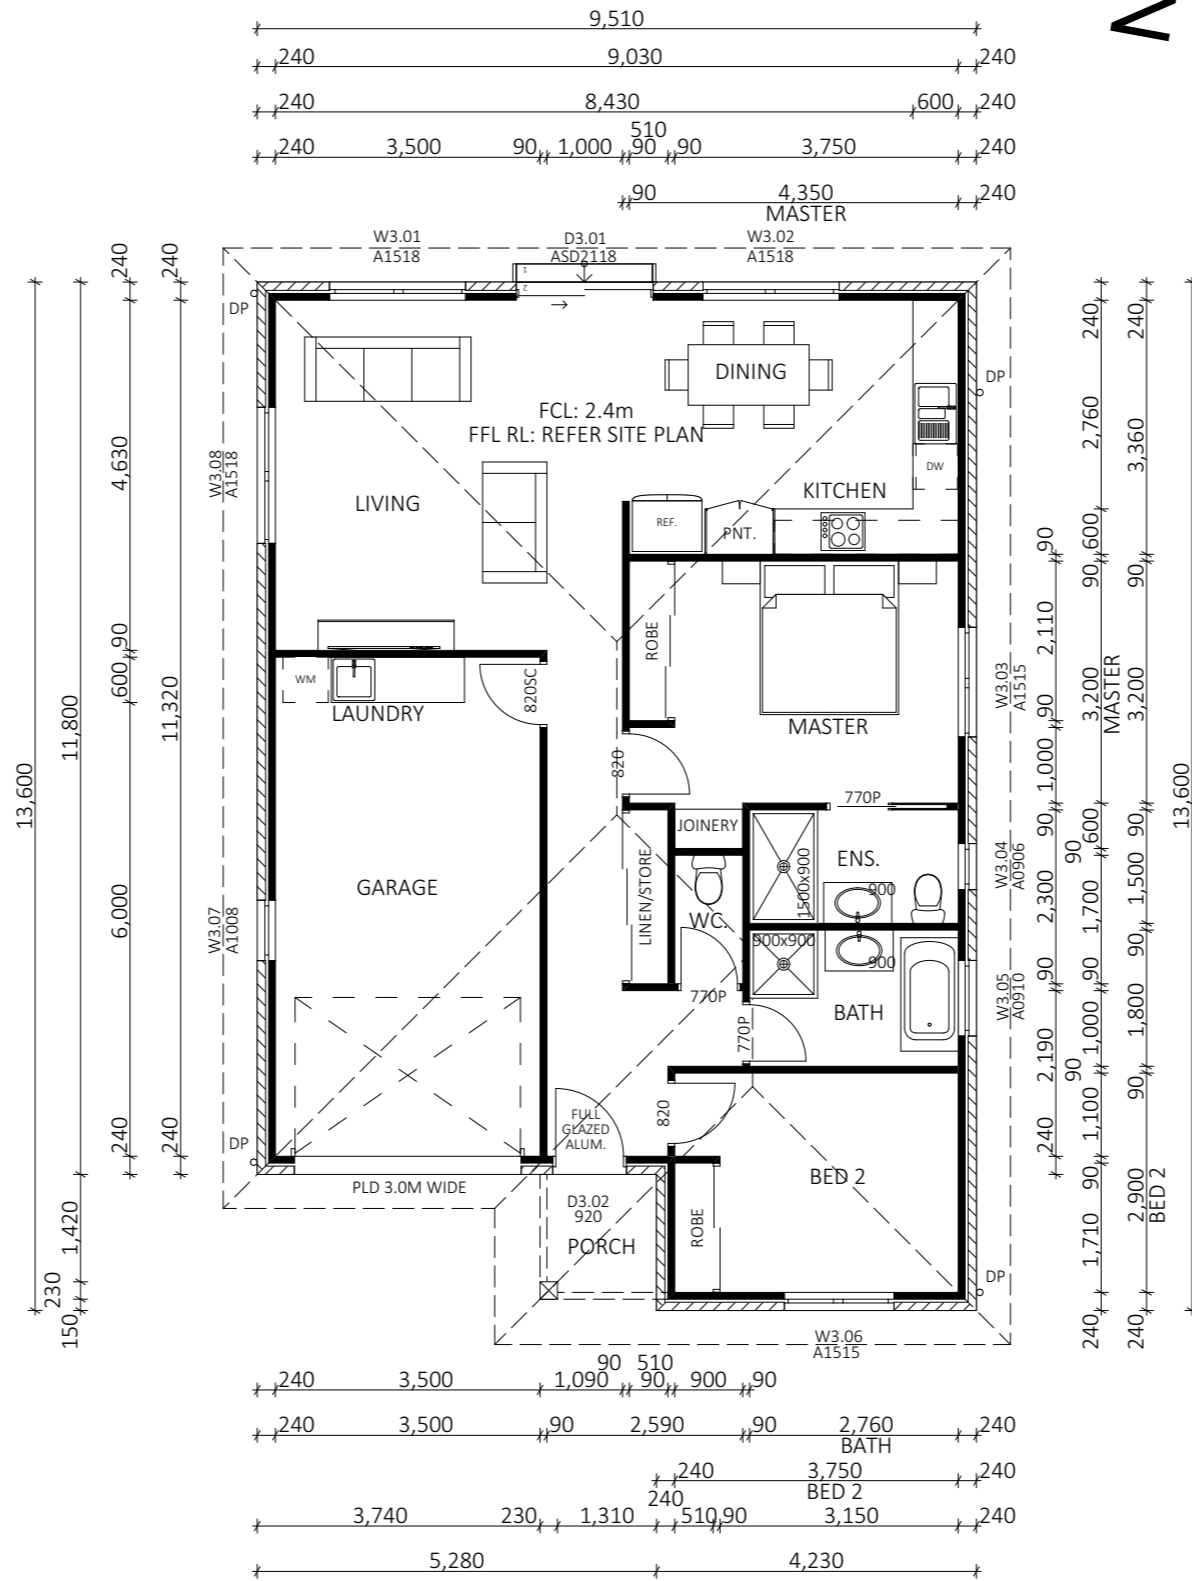 9,510
240 9,030 240
240 8,430 600 240
510
240 3,500 90 1,000 90 90 3,750 240
90 4,350 240
MASTER
W3.01
A1518
D3.01
ASD2118
W3.02
A1518
1
2
DP
DP
DINING
FCL: 2.4m
FFL RL: REFER SITE PLAN
DW
LIVING
KITCHEN
REF.
PNT.
W3.08
A1518
ROBE
WM
820SC
LAUNDRY
MASTER
W3.03
A1515
820
770P
JOINERY
ENS.
LINEN/STORE
1500x900
900
W3.04
A0906
GARAGE
WC.
900x900
900
W3.07
A1008
770P
BATH
770P
W3.05
A0910
FULL
GLAZED
ALUM.
820
DP
BED 2
PLD 3.0M WIDE
D3.02
920
ROBE
PORCH
DP
W3.06
A1515
13,600
11,800
1,420
230
150
240
4,630
90
600
6,000
240
240
11,320
240
90
2,110
90
1,000
90
2,300
90
2,190
240
240
2,760
600
90
3,200
MASTER
600
90
1,700
90
1,000
90
1,100
90
1,710
240
240
3,360
90
3,200
90
1,500
90
1,800
90
2,900
BED 2
240
13,600
90 510
240 3,500 1,090 90 900 90
240 3,500 90 2,590 90 2,760 240
BATH
240 3,750 240
BED 2
240
3,740 230 1,310 510 90 3,150 240
5,280 4,230